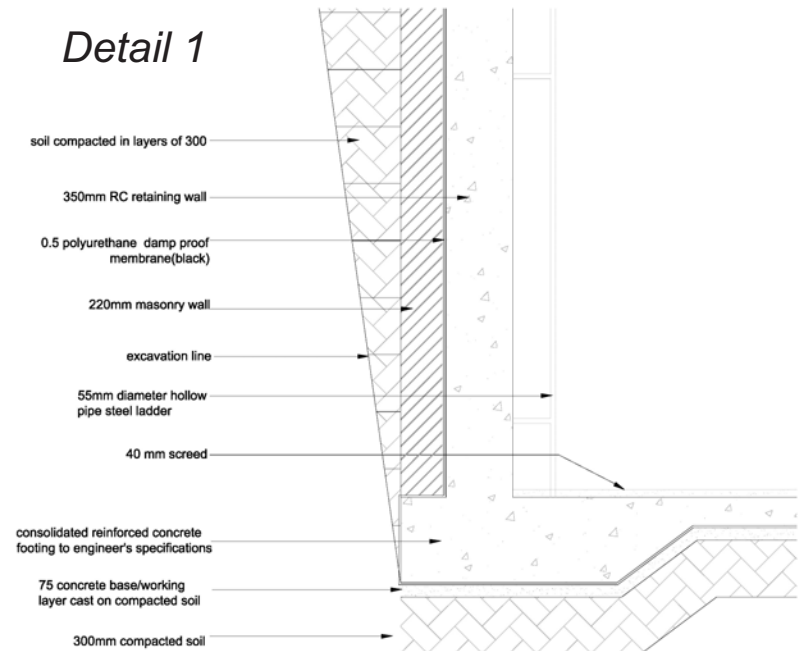 Detail 1
soil compacted in layers of 300
350mm RC retaining wall
0.5 polyurethane damp proof
membrane(black)
220mm masonry wall
excavation line
55mm diameter hollow
pipe steel ladder
40 mm screed
consolidated reinforced concrete
footing to engineer's specifications
75 concrete base/working
layer cast on compacted soil
300mm compacted soil